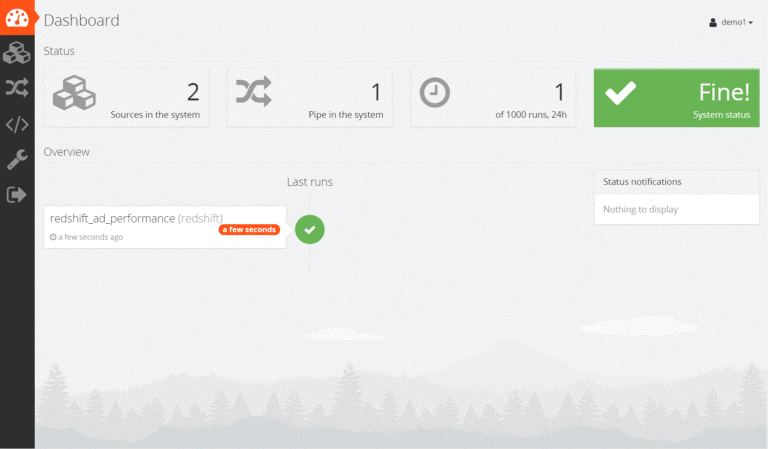 Dashboard
demo1
Status
2
Sources in the system
1
Pipe in the system
1
of 1000 runs, 24h
Fine!
System status
Overview
Last runs
Status notifications
Nothing to display
redshift_ad_performance (redshift)
a few seconds
a few seconds ago